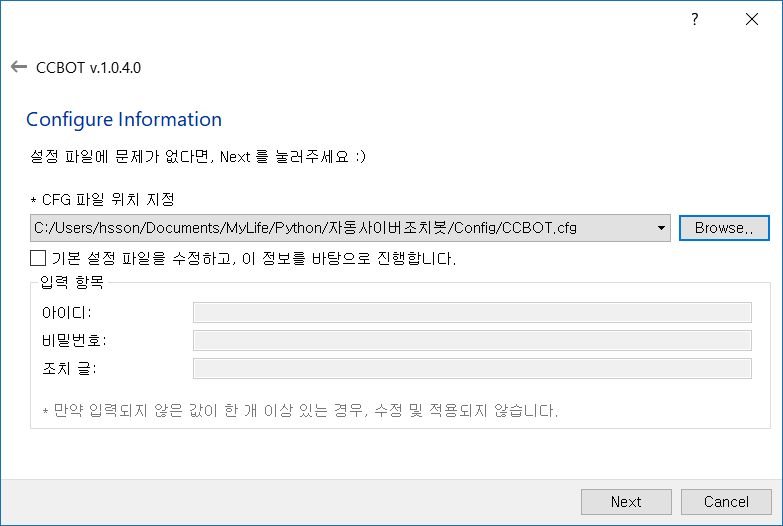 ?
CCBOT v.1.0.4.0
Configure Information
설정 파일에 문제가 없다면, Next 를 눌러주세요 :)
* CFG 파일 위치 지정
C:/Users/hsson/Documents/MyLife/Python/자동사이버조치봇/Config/CCBOT.cfg
Browse..
기본 설정 파일을 수정하고, 이 정보를 바탕으로 진행합니다.
입력 항목
아이디:
비밀번호:
조치 글:
* 만약 입력되지 않은 값이 한 개 이상 있는 경우, 수정 및 적용되지 않습니다.
Next
Cancel